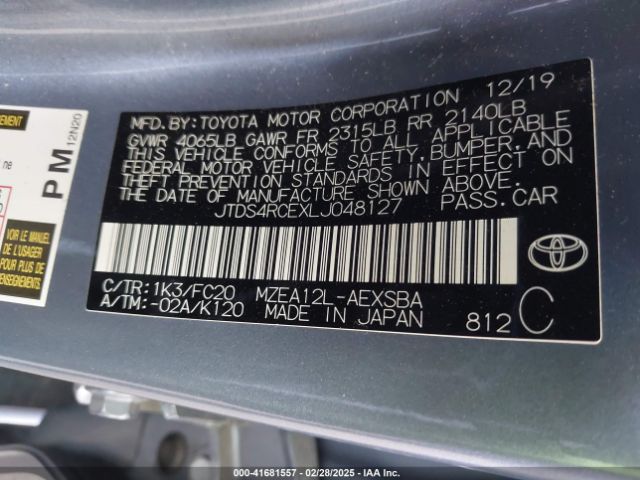 MFD.BY:TOYOTA MOTOR CORPORATION 12/19
GVWR 4065LB GAWR FR 2315LB RR 2140LB
THIS VEHICLE CONFORMS TO ALL APPLICABLE
FEDERAL MOTOR VEHICLE SAFETY,BUMPER,AND
THEFT PREVENTION STANDARDS IN EFFECT ON
THE DATE OF MANUFACTURE SHOWN ABOVE.
JTDS4RCEXLJ048127 PASS.CAR
C/TR:1K3/FC20 MZEA12L-AEXSBA
A/TM:-02A/K120 MADE IN JAPAN 812 C
TOYOTA
PM
12N20
ne
VOIR LE MANUEL
DE L'USAGER
POUR PLUS DE
RENSEIGNEMENTS
000-41681557 | 02/28/2025 - IAA Inc.